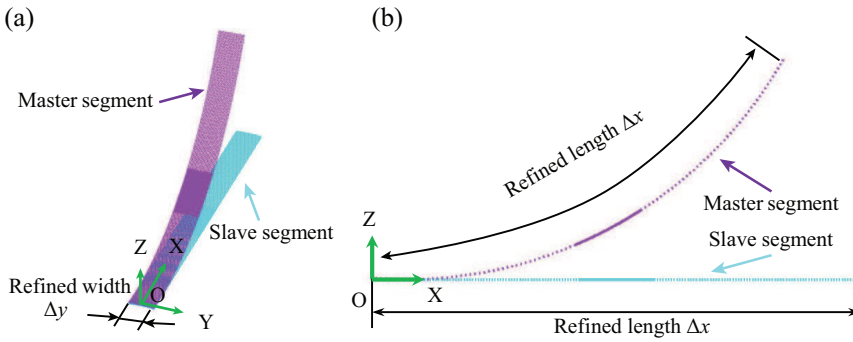 (a)
Master segment
Slave segment
Z
X
O
Refined width
Δy
Y
(b)
Refined length Δx
Master segment
Slave segment
Z
O
X
Refined length Δx